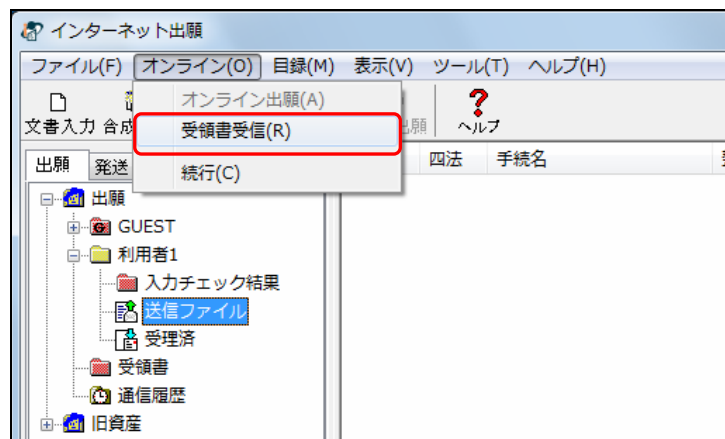 インターネット出願
ファイル(F) オンライン(O) 目録(M) 表示(V) ツール(T) ヘルプ(H)
オンライン出願(A)
受領書受信(R)
続行(C)
文書入力 合成 出願 ヘルプ
出願 発送 四法 手続名
出願
GUEST
利用者1
入力チェック結果
送信ファイル
受理済
受領書
通信履歴
旧資産